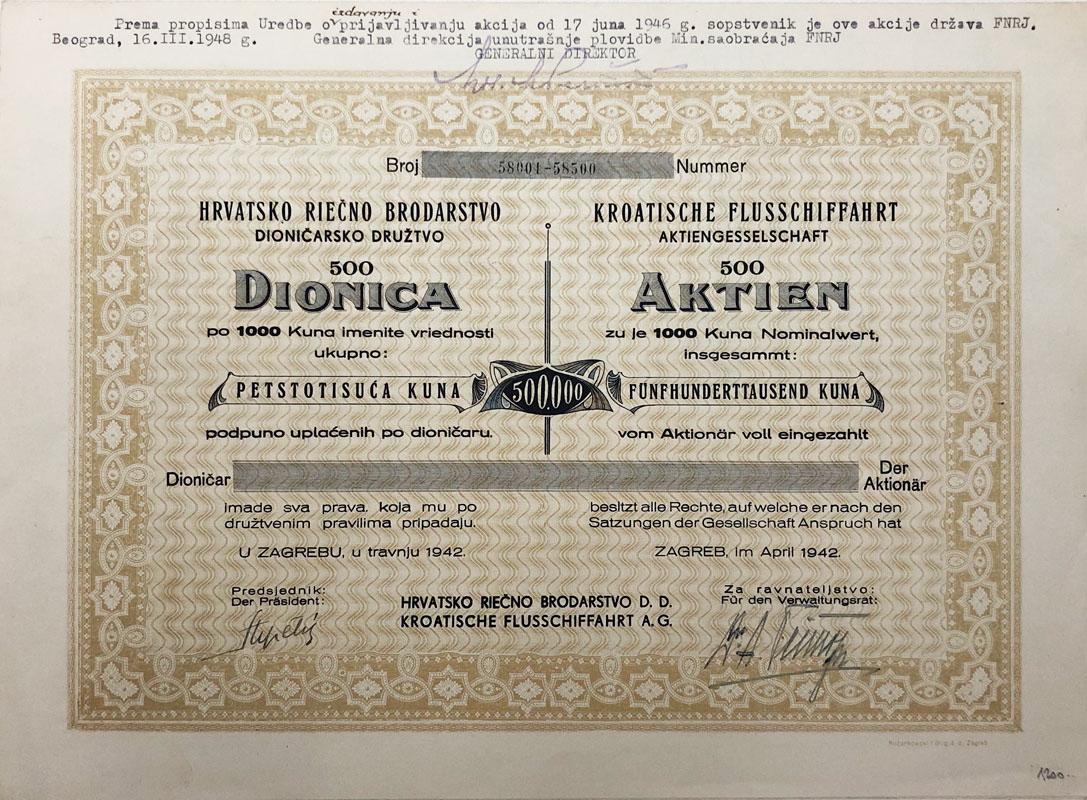 izdavanju i
Prema propisima Uredbe o prijavljivanju akcija od 17 juna 1946 g. sopstvenik je ove akcije država FNRJ.
Beograd, 16.III.1948 g. Generalna direkcija unutrašnje plovidbe Min.saobraćaja FNRJ
GENERALNI DIREKTOR
Broj 58001-58500 Nummer
HRVATSKO RIEČNO BRODARSTVO
DIONIČARSKO DRUŽTVO
500
DIONICA
po 1000 Kuna imenite vriednosti
ukupno:
PETSTOTISUĆA KUNA
podpuno uplaćenih po dioničaru.
KROATISCHE FLUSSCHIFFAHRT
AKTIENGESSELSCHAFT
500
AKTIEN
zu je 1000 Kuna Nominalwert,
insgesammt:
500.000
FÜNFHUNDERTTAUSEND KUNA
vom Aktionär voll eingezahlt
Dioničar
Der
Aktionär
imade sva prava, koja mu po
družtvenim pravilima pripadaju.
U ZAGREBU, u travnju 1942.
besitzt alle Rechte, auf welche er nach den
Satzungen der Gesellschaft Anspruch hat
ZAGREB, im April 1942.
Predsjednik:
Der Präsident:
HRVATSKO RIEČNO BRODARSTVO D. D.
KROATISCHE FLUSSCHIFFAHRT A. G.
Za ravnateljstvo:
Für den Verwaltungsrat:
Rožankowski i drug d. d. Zagreb
1200.-